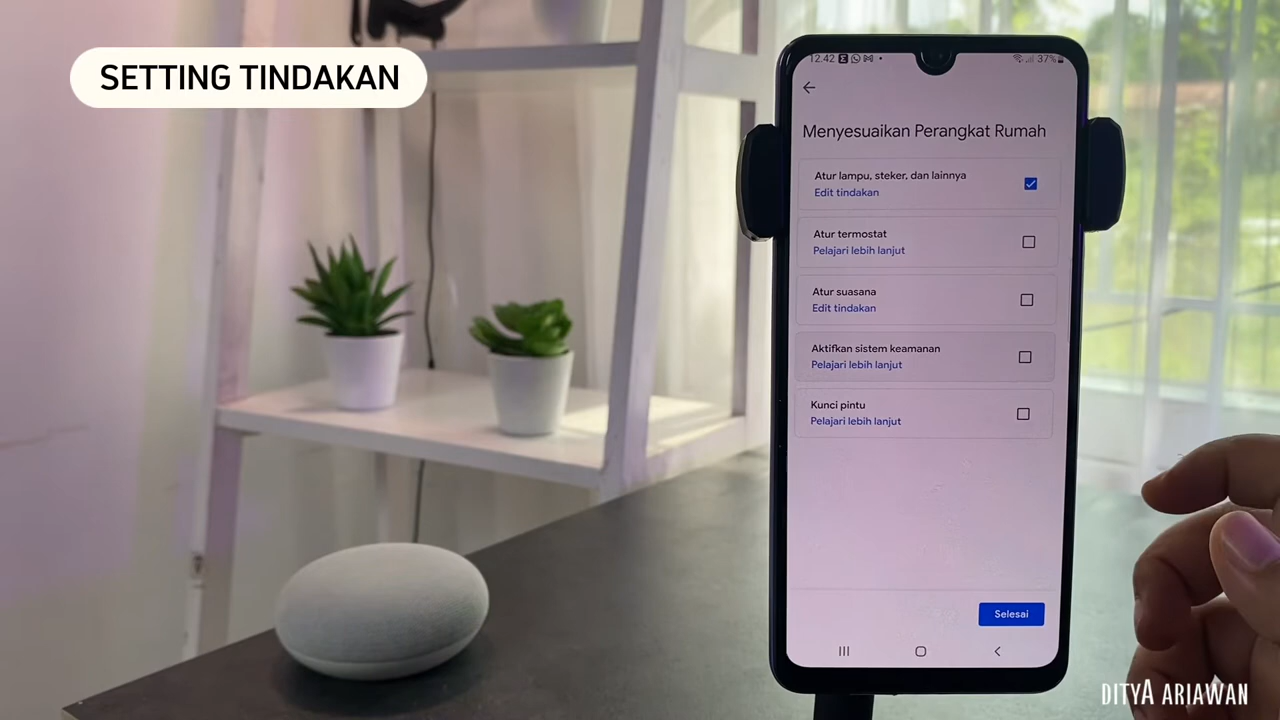 SETTING TINDAKAN
12.42
37%
Menyesuaikan Perangkat Rumah
Atur lampu, steker, dan lainnya
Edit tindakan
Atur termostat
Pelajari lebih lanjut
Atur suasana
Edit tindakan
Aktifkan sistem keamanan
Pelajari lebih lanjut
Kunci pintu
Pelajari lebih lanjut
Selesai
DITYA ARIAWAN